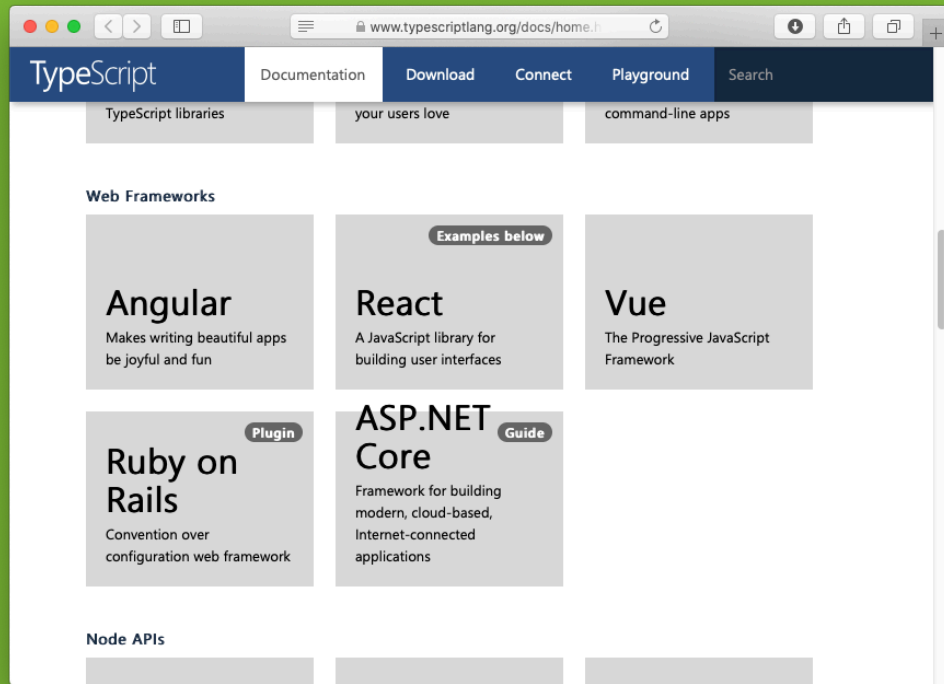 www.typescriptlang.org/docs/home.h
TypeScript
Documentation
Download
Connect
Playground
Search
TypeScript libraries
your users love
command-line apps
Web Frameworks
Angular
Makes writing beautiful apps
be joyful and fun
Examples below
React
A JavaScript library for
building user interfaces
Vue
The Progressive JavaScript
Framework
Plugin
Ruby on
Rails
Convention over
configuration web framework
ASP.NET
Core
Guide
Framework for building
modern, cloud-based,
Internet-connected
applications
Node APIs